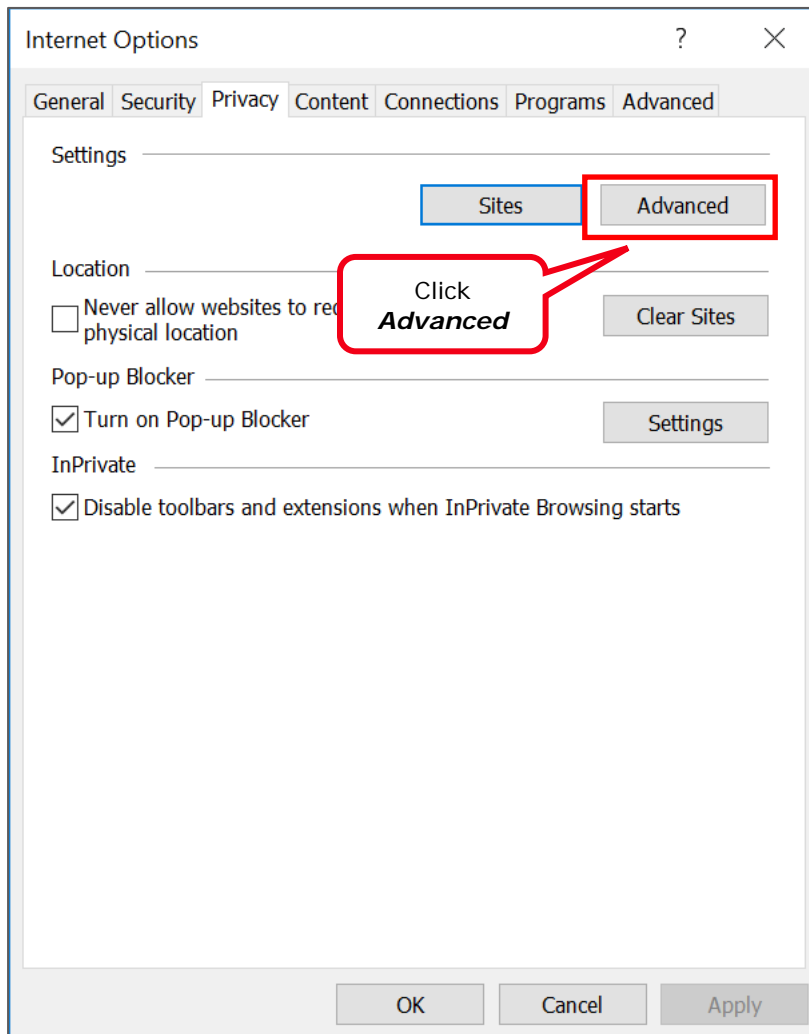 Internet Options ?
General Security Privacy Content Connections Programs Advanced
Settings
Sites Advanced
Location
Never allow websites to
physical location
Click
Advanced
Clear Sites
Pop-up Blocker
Turn on Pop-up Blocker
Settings
InPrivate
Disable toolbars and extensions when InPrivate Browsing starts
OK Cancel Apply